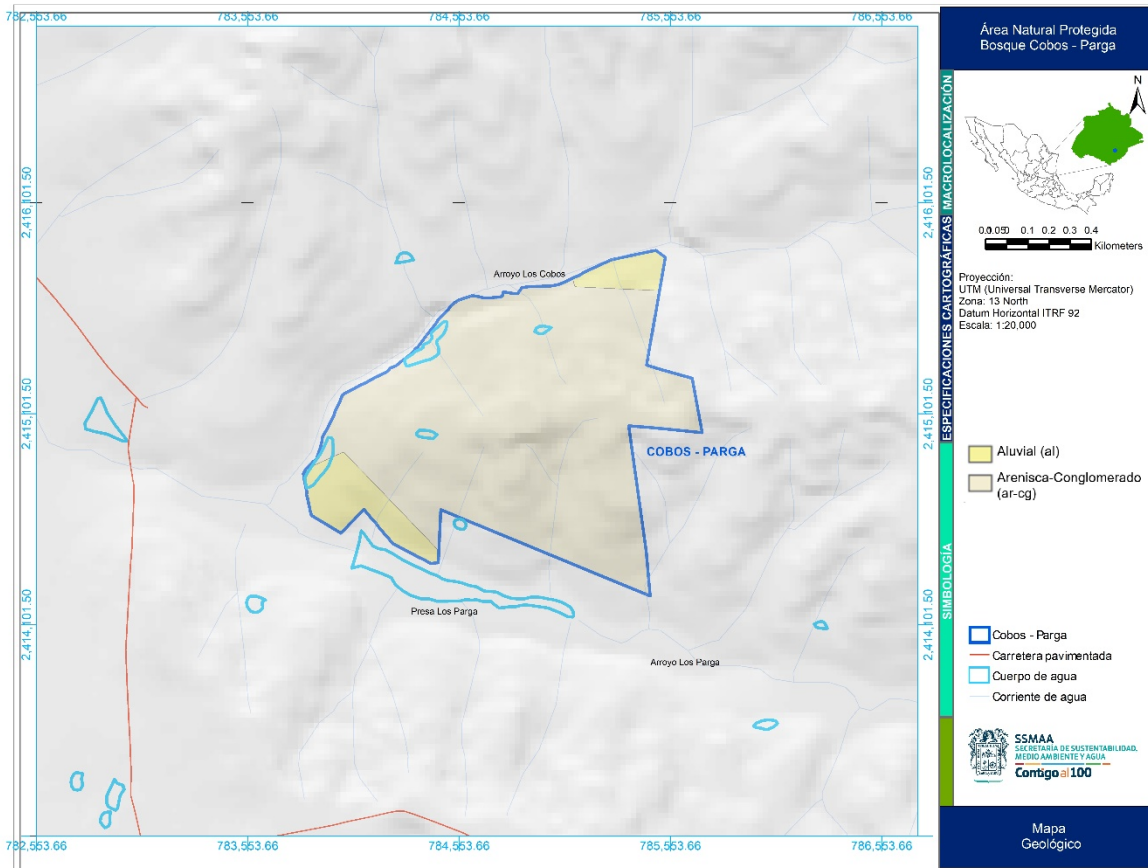 782,553.66
783,553.66
784,553.66
785,553.66
786,553.66
2,416,101.50
2,416,101.50
2,415,101.50
2,415,101.50
2,414,101.50
2,414,101.50
Arroyo Los Cobos
COBOS - PARGA
Presa Los Parga
Arroyo Los Parga
782,553.66
783,553.66
784,553.66
785,553.66
786,553.66
Área Natural Protegida
Bosque Cobos - Parga
MACROLOCALIZACIÓN
N
0.1 0.2 0.3 0.4
Kilometers
ESPECIFICACIONES CARTOGRÁFICAS
Proyección:
UTM (Universal Transverse Mercator)
Zona: 13 North
Datum Horizontal ITRF 92
Escala: 1:20,000
SIMBOLOGÍA
Aluvial (al)
Arenisca-Conglomerado
(ar-cg)
Cobos - Parga
Carretera pavimentada
Cuerpo de agua
Corriente de agua
SSMAA
SECRETARÍA DE SUSTENTABILIDAD,
MEDIO AMBIENTE Y AGUA
Contigo al 100
Mapa
Geológico